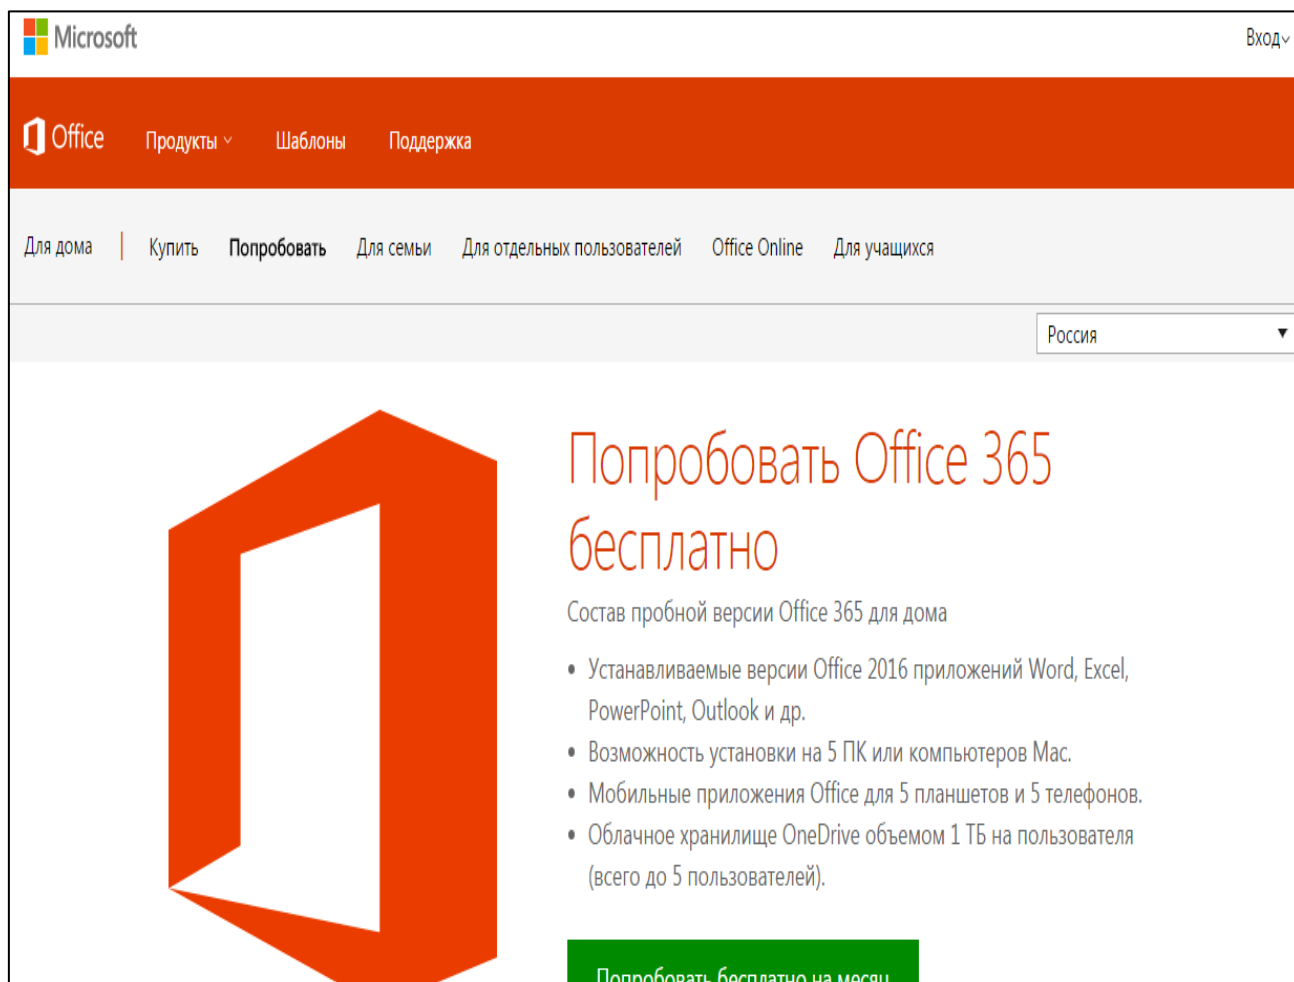 Microsoft
Вход
Office
Продукты
Шаблоны
Поддержка
Для дома
Купить
Попробовать
Для семьи
Для отдельных пользователей
Office Online
Для учащихся
Россия
Попробовать Office 365
бесплатно
Состав пробной версии Office 365 для дома
• Устанавливаемые версии Office 2016 приложений Word, Excel,
PowerPoint, Outlook и др.
• Возможность установки на 5 ПК или компьютеров Mac.
• Мобильные приложения Office для 5 планшетов и 5 телефонов.
• Облачное хранилище OneDrive объемом 1 ТБ на пользователя
(всего до 5 пользователей).
Попробовать бесплатно на месяц